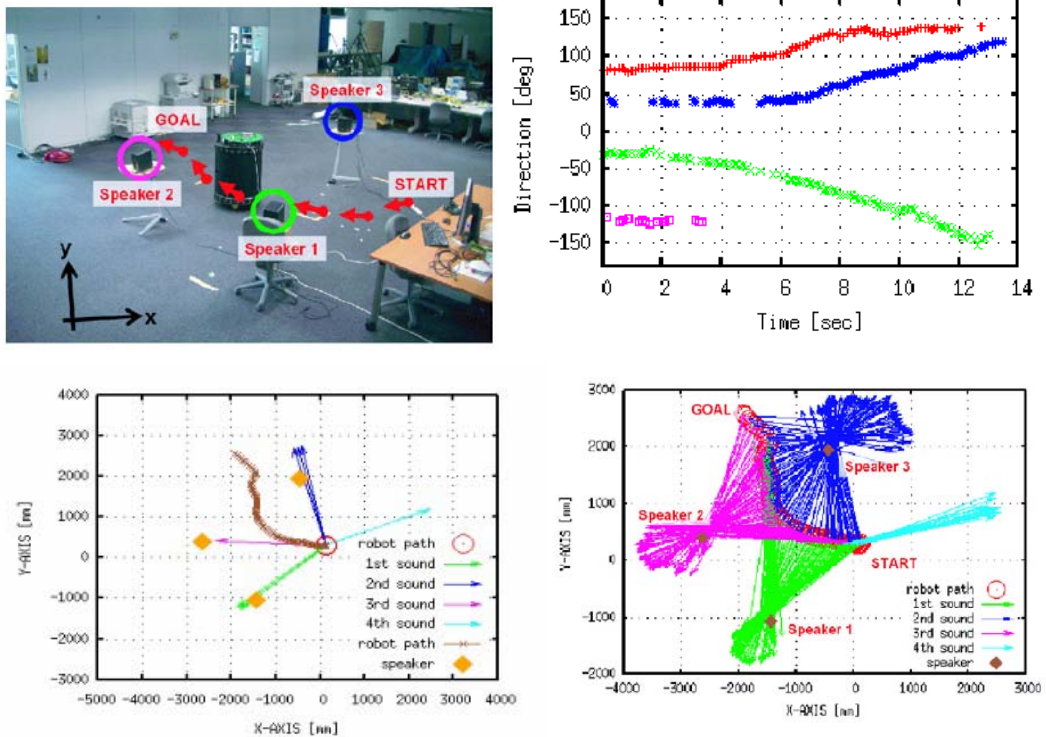 Speaker 3
GOAL
START
Speaker 2
Speaker 1
y
x
150
100
50
0
-50
-100
-150
Direction [deg]
0 2 4 6 8 10 12 14
Time [sec]
4000
3000
2000
1000
0
-1000
-2000
-3000
Y-AXIS [mm]
robot path
1st sound
2nd sound
3rd sound
4th sound
robot path
speaker
-5000 -4000 -3000 -2000 -1000 0 1000 2000 3000 4000
X-AXIS [mm]
3000
2000
1000
0
-1000
-2000
Y-AXIS [mm]
GOAL
Speaker 3
Speaker 2
START
Speaker 1
robot path
1st sound
2nd sound
3rd sound
4th sound
speaker
-4000 -3000 -2000 -1000 0 1000 2000 3000
X-AXIS [mm]